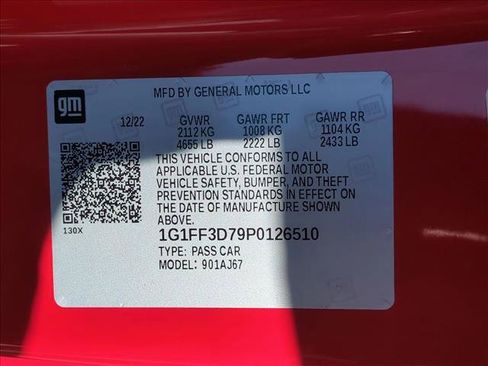 gm
MFD BY GENERAL MOTORS LLC
12/22 GVWR GAWR FRT GAWR RR
2112 KG 1008 KG 1104 KG
4655 LB 2222 LB 2433 LB
THIS VEHICLE CONFORMS TO ALL
APPLICABLE U.S. FEDERAL MOTOR
VEHICLE SAFETY, BUMPER, AND THEFT
PREVENTION STANDARDS IN EFFECT ON
THE DATE OF MANUFACTURE SHOWN
ABOVE.
130X
1G1FF3D79P0126510
TYPE: PASS CAR
MODEL: 901AJ67